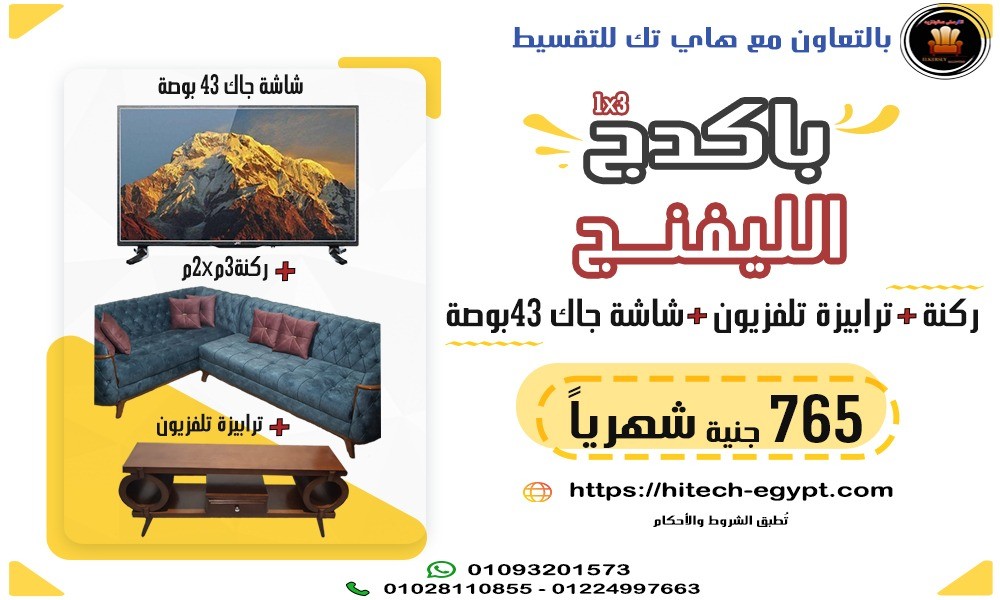 بالتعاون مع هاي تك للتقسيط
باكدج 1x3
الليفنج
ركنة + ترابيزة تلفزيون + شاشة جاك 43بوصة
765 جنية شهرياً
https://hitech-egypt.com
تُطبق الشروط والأحكام
شاشة جاك 43 بوصة
+ ركنة3مx2م
+ ترابيزة تلفزيون
01093201573
01028110855 - 01224997663